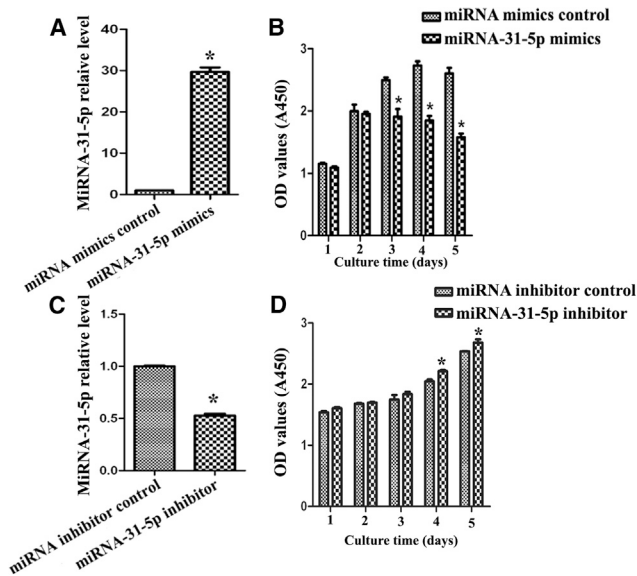 A
MiRNA-31-5p relaive level
40
30
20
10
0
*
miRNA mimics control
miRNA-31-5p mimics
B
miRNA mimics control
miRNA-31-5p mimics
OD values (A450)
3
2
1
0
*
*
*
1 2 3 4 5
Culture time (days)
C
MiRNA-31-5p relative level
1.5
1.0
0.5
0.0
*
miRNA inhibitor control
miRNA-31-5p inhibitor
D
miRNA inhibitor control
miRNA-31-5p inhibitor
OD values (A450)
3
2
1
0
*
*
1 2 3 4 5
Culture time (days)